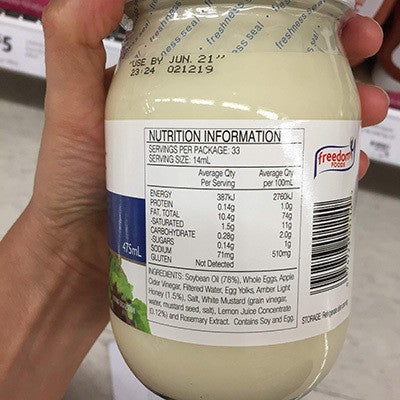 freshness seal
freshness seal
"USE BY JUN. 21"
23:24 021219
NUTRITION INFORMATION
SERVINGS PER PACKAGE: 33
SERVING SIZE: 14mL
Average Qty Average Qty
Per Serving per 100mL
ENERGY 387kJ 2760kJ
PROTEIN 0.14g 1.0g
FAT, TOTAL 10.4g 74g
-SATURATED 1.5g 11g
CARBOHYDRATE 0.28g 2.0g
-SUGARS 0.14g 1g
SODIUM 71mg 510mg
GLUTEN Not Detected
INGREDIENTS: Soybean Oil (78%), Whole Eggs, Apple
Cider Vinegar, Filtered Water, Egg Yolks, Amber Light
Honey (1.5%), Salt, White Mustard (grain vinegar,
water, mustard seed, salt), Lemon Juice Concentrate
(0.12%) and Rosemary Extract. Contains Soy and Egg.
freedom
FOODS
475mL
STORAGE: Refrigerate